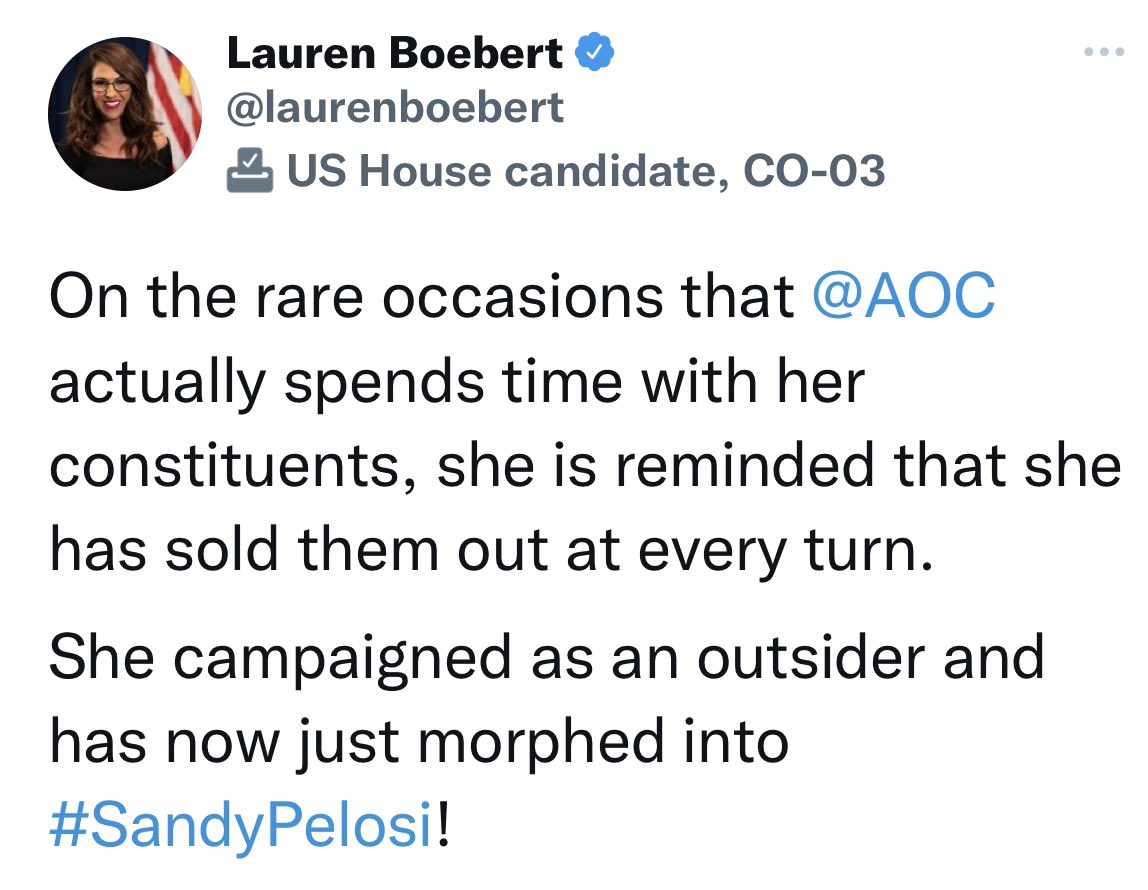 Lauren Boebert
@laurenboebert
US House candidate, CO-03
On the rare occasions that @AOC
actually spends time with her
constituents, she is reminded that she
has sold them out at every turn.
She campaigned as an outsider and
has now just morphed into
#SandyPelosi!